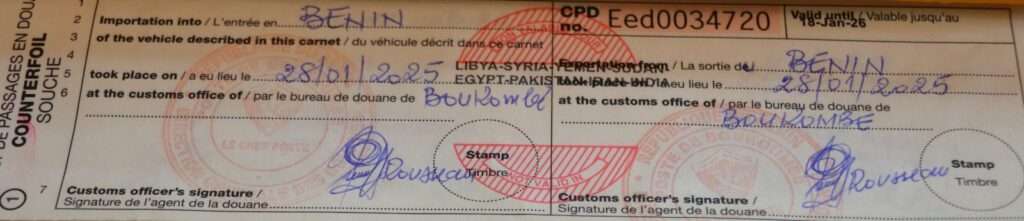 DE PASSAGES EN DOU
COUNTERFOIL
SOUCHE
1
1
2 Importation into / L'entrée en BENIN
3 of the vehicle described in this carnet / du véhicule décrit dans ce carnet
4
5 took place on / a eu lieu le 28/01/2025
6 at the customs office of / par le bureau de douane de Boukombé
Rousseau
Stamp
Timbre
7 Customs officer's signature /
Signature de l'agent de la douane
CPD no. Eed0034720
Valid until / Valable jusqu'au
18-Jan-26
LIBYA-SYRIA-YEMEN-SUDAN
EGYPT-PAKISTAN-IRAN-INDIA
Exportation from / La sortie de BENIN
took place on / a eu lieu le 28/01/2025
at the customs office of / par le bureau de douane de
BOUKOMBE
Rousseau
Stamp
Timbre
Customs officer's signature /
Signature de l'agent de la douane